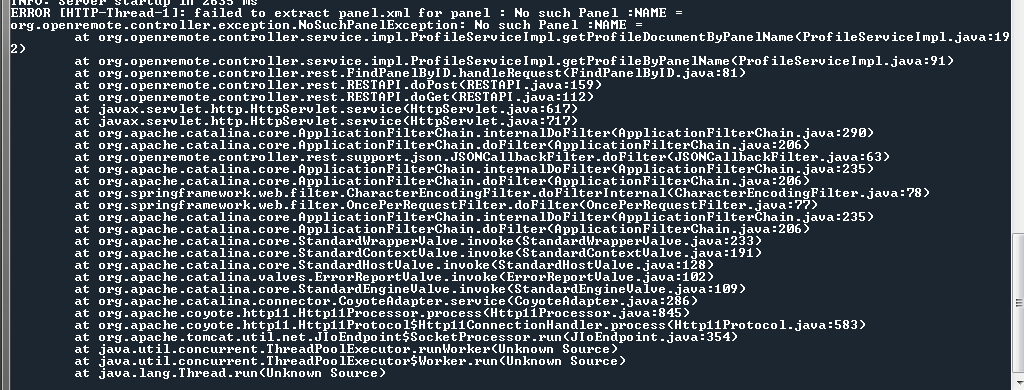 INFO: Server startup in 2635 ms
ERROR [HTTP-Thread-1]: failed to extract panel.xml for panel : No such Panel :NAME =
org.openremote.controller.exception.NoSuchPanelException: No such Panel :NAME =
at org.openremote.controller.service.impl.ProfileServiceImpl.getProfileDocumentByPanelName(ProfileServiceImpl.java:19
2)
at org.openremote.controller.service.impl.ProfileServiceImpl.getProfileByPanelName(ProfileServiceImpl.java:91)
at org.openremote.controller.rest.FindPanelByID.handleRequest(FindPanelByID.java:81)
at org.openremote.controller.rest.RESTAPI.doPost(RESTAPI.java:159)
at org.openremote.controller.rest.RESTAPI.doGet(RESTAPI.java:112)
at javax.servlet.http.HttpServlet.service(HttpServlet.java:617)
at javax.servlet.http.HttpServlet.service(HttpServlet.java:717)
at org.apache.catalina.core.ApplicationFilterChain.internalDoFilter(ApplicationFilterChain.java:290)
at org.apache.catalina.core.ApplicationFilterChain.doFilter(ApplicationFilterChain.java:206)
at org.openremote.controller.rest.support.json.JSONCallbackFilter.doFilter(JSONCallbackFilter.java:63)
at org.apache.catalina.core.ApplicationFilterChain.internalDoFilter(ApplicationFilterChain.java:235)
at org.apache.catalina.core.ApplicationFilterChain.doFilter(ApplicationFilterChain.java:206)
at org.springframework.web.filter.CharacterEncodingFilter.doFilterInternal(CharacterEncodingFilter.java:78)
at org.springframework.web.filter.OncePerRequestFilter.doFilter(OncePerRequestFilter.java:77)
at org.apache.catalina.core.ApplicationFilterChain.internalDoFilter(ApplicationFilterChain.java:235)
at org.apache.catalina.core.ApplicationFilterChain.doFilter(ApplicationFilterChain.java:206)
at org.apache.catalina.core.StandardWrapperValve.invoke(StandardWrapperValve.java:233)
at org.apache.catalina.core.StandardContextValve.invoke(StandardContextValve.java:191)
at org.apache.catalina.core.StandardHostValve.invoke(StandardHostValve.java:128)
at org.apache.catalina.valves.ErrorReportValve.invoke(ErrorReportValve.java:102)
at org.apache.catalina.core.StandardEngineValve.invoke(StandardEngineValve.java:109)
at org.apache.catalina.connector.CoyoteAdapter.service(CoyoteAdapter.java:286)
at org.apache.coyote.http11.Http11Processor.process(Http11Processor.java:845)
at org.apache.coyote.http11.Http11Protocol$Http11ConnectionHandler.process(Http11Protocol.java:583)
at org.apache.tomcat.util.net.JIoEndpoint$SocketProcessor.run(JIoEndpoint.java:354)
at java.util.concurrent.ThreadPoolExecutor.runWorker(Unknown Source)
at java.util.concurrent.ThreadPoolExecutor$Worker.run(Unknown Source)
at java.lang.Thread.run(Unknown Source)